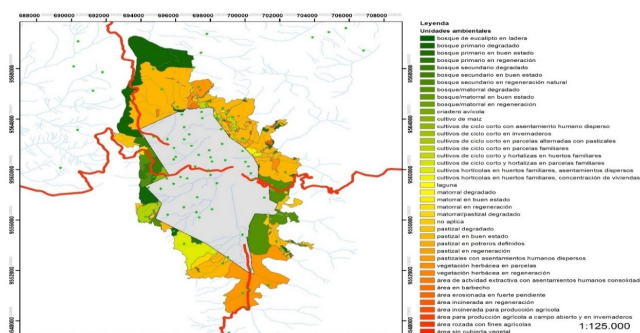 688000 690000 692000 694000 696000 698000 700000 702000 704000 706000 708000
Leyenda
Unidades ambientales
bosque de eucalipto en ladera
bosque primario degradado
bosque primario en buen estado
bosque primario en regeneración
bosque secundario degradado
bosque secundario en buen estado
bosque secundario en regeneración natural
bosque/matorral degradado
bosque/matorral en buen estado
bosque/matorral en regeneración
criadero avícola
cultivo de maíz
cultivos de ciclo corto con asentamiento humano disperso
cultivos de ciclo corto en invernaderos
cultivos de ciclo corto en parcelas alternadas con pastizales
cultivos de ciclo corto en parcelas familiares
cultivos de ciclo corto y hortalizas en huertos familiares
cultivos de ciclo corto y hortalizas en parcelas familiares
cultivos hortícolas en huertos familiares, asentamientos dispersos
cultivos hortícolas en huertos familiares, concentración de viviendas
laguna
matorral degradado
matorral en buen estado
matorral en regeneración
matorral/pastizal degradado
no aplica
pastizal degradado
pastizal en buen estado
pastizal en potreros definidos
pastizal en regeneración
pastizales con asentamientos humanos dispersos
vegetación herbácea en parcelas
vegetación herbácea en regeneración
área de actividad extractiva con asentamientos humanos consolidad
área en barbecho
área erosionada en fuerte pendiente
área incinerada en regeneración
área incinerada para producción agrícola
área para producción agrícola a campo abierto y en invernaderos
área rozada con fines agrícolas
área sin cubierta vegetal
1:125.000